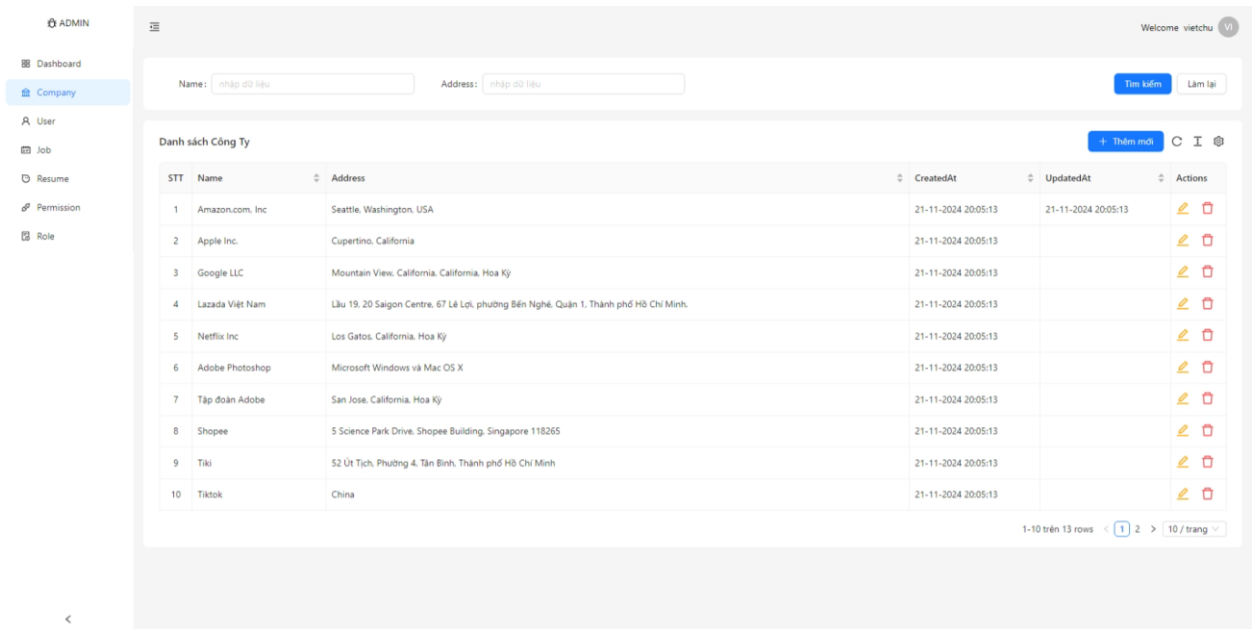 ADMIN
Welcome vietchu VI
Dashboard
Company
User
Job
Resume
Permission
Role
Name: nhập dữ liệu Address: nhập dữ liệu Tìm kiếm Làm lại
Danh sách Công Ty + Thêm mới
STT Name Address CreatedAt UpdatedAt Actions
1 Amazon.com, Inc Seattle, Washington, USA 21-11-2024 20:05:13 21-11-2024 20:05:13
2 Apple Inc. Cupertino, California 21-11-2024 20:05:13
3 Google LLC Mountain View, California, California, Hoa Kỳ 21-11-2024 20:05:13
4 Lazada Việt Nam Lầu 19, 20 Saigon Centre, 67 Lê Lợi, phường Bến Nghé, Quận 1, Thành phố Hồ Chí Minh. 21-11-2024 20:05:13
5 Netflix Inc Los Gatos, California, Hoa Kỳ 21-11-2024 20:05:13
6 Adobe Photoshop Microsoft Windows và Mac OS X 21-11-2024 20:05:13
7 Tập đoàn Adobe San Jose, California, Hoa Kỳ 21-11-2024 20:05:13
8 Shopee 5 Science Park Drive, Shopee Building, Singapore 118265 21-11-2024 20:05:13
9 Tiki 52 Út Tịch, Phường 4, Tân Bình, Thành phố Hồ Chí Minh 21-11-2024 20:05:13
10 Tiktok China 21-11-2024 20:05:13
1-10 trên 13 rows < 1 2 > 10 / trang